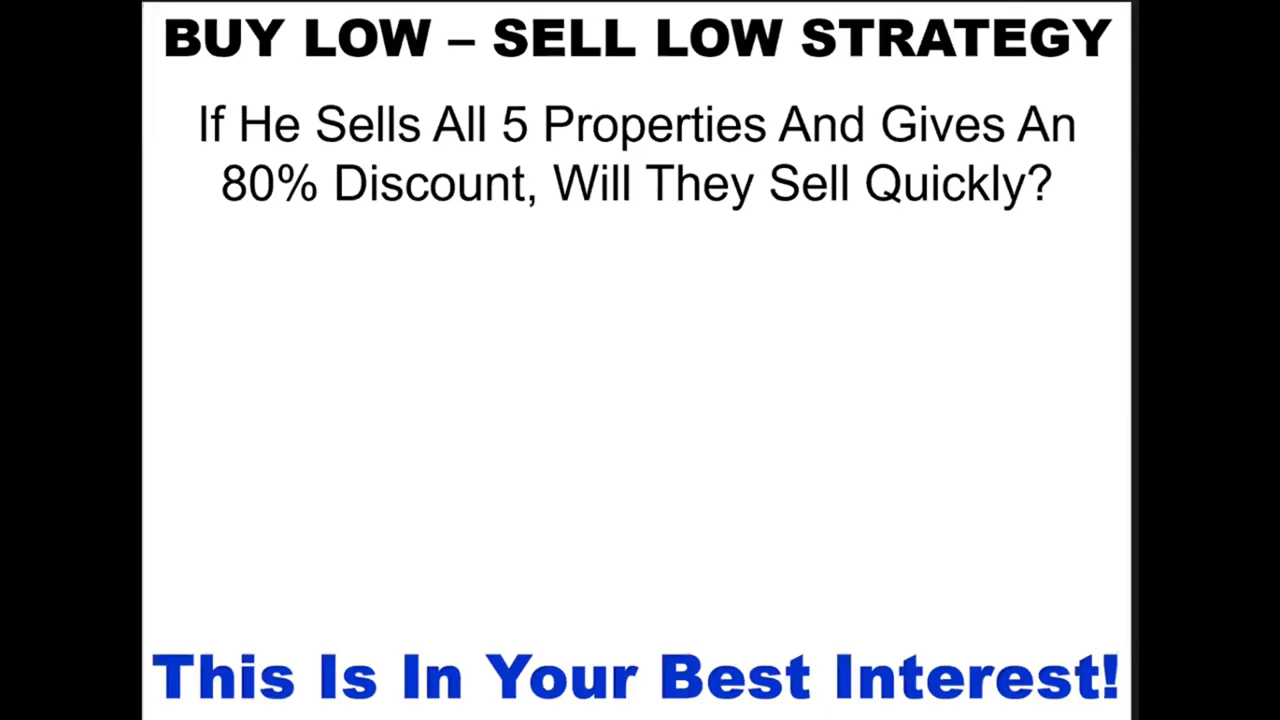 BUY LOW – SELL LOW STRATEGY
If He Sells All 5 Properties And Gives An
80% Discount, Will They Sell Quickly?
This Is In Your Best Interest!